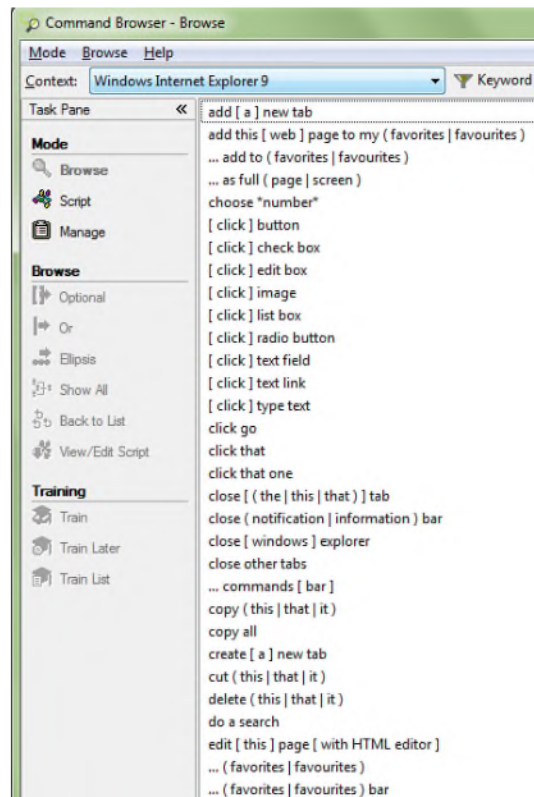 Command Browser - Browse
Mode Browse Help
Context: Windows Internet Explorer 9 Keyword
Task Pane «
Mode
Browse
Script
Manage
Browse
Optional
Or
Ellipsis
Show All
Back to List
View/Edit Script
Training
Train
Train Later
Train List
add [ a ] new tab
add this [ web ] page to my ( favorites | favourites )
... add to ( favorites | favourites )
... as full ( page | screen )
choose *number*
[ click ] button
[ click ] check box
[ click ] edit box
[ click ] image
[ click ] list box
[ click ] radio button
[ click ] text field
[ click ] text link
[ click ] type text
click go
click that
click that one
close [ ( the | this | that ) ] tab
close ( notification | information ) bar
close [ windows ] explorer
close other tabs
... commands [ bar ]
copy ( this | that | it )
copy all
create [ a ] new tab
cut ( this | that | it )
delete ( this | that | it )
do a search
edit [ this ] page [ with HTML editor ]
... ( favorites | favourites )
... ( favorites | favourites ) bar